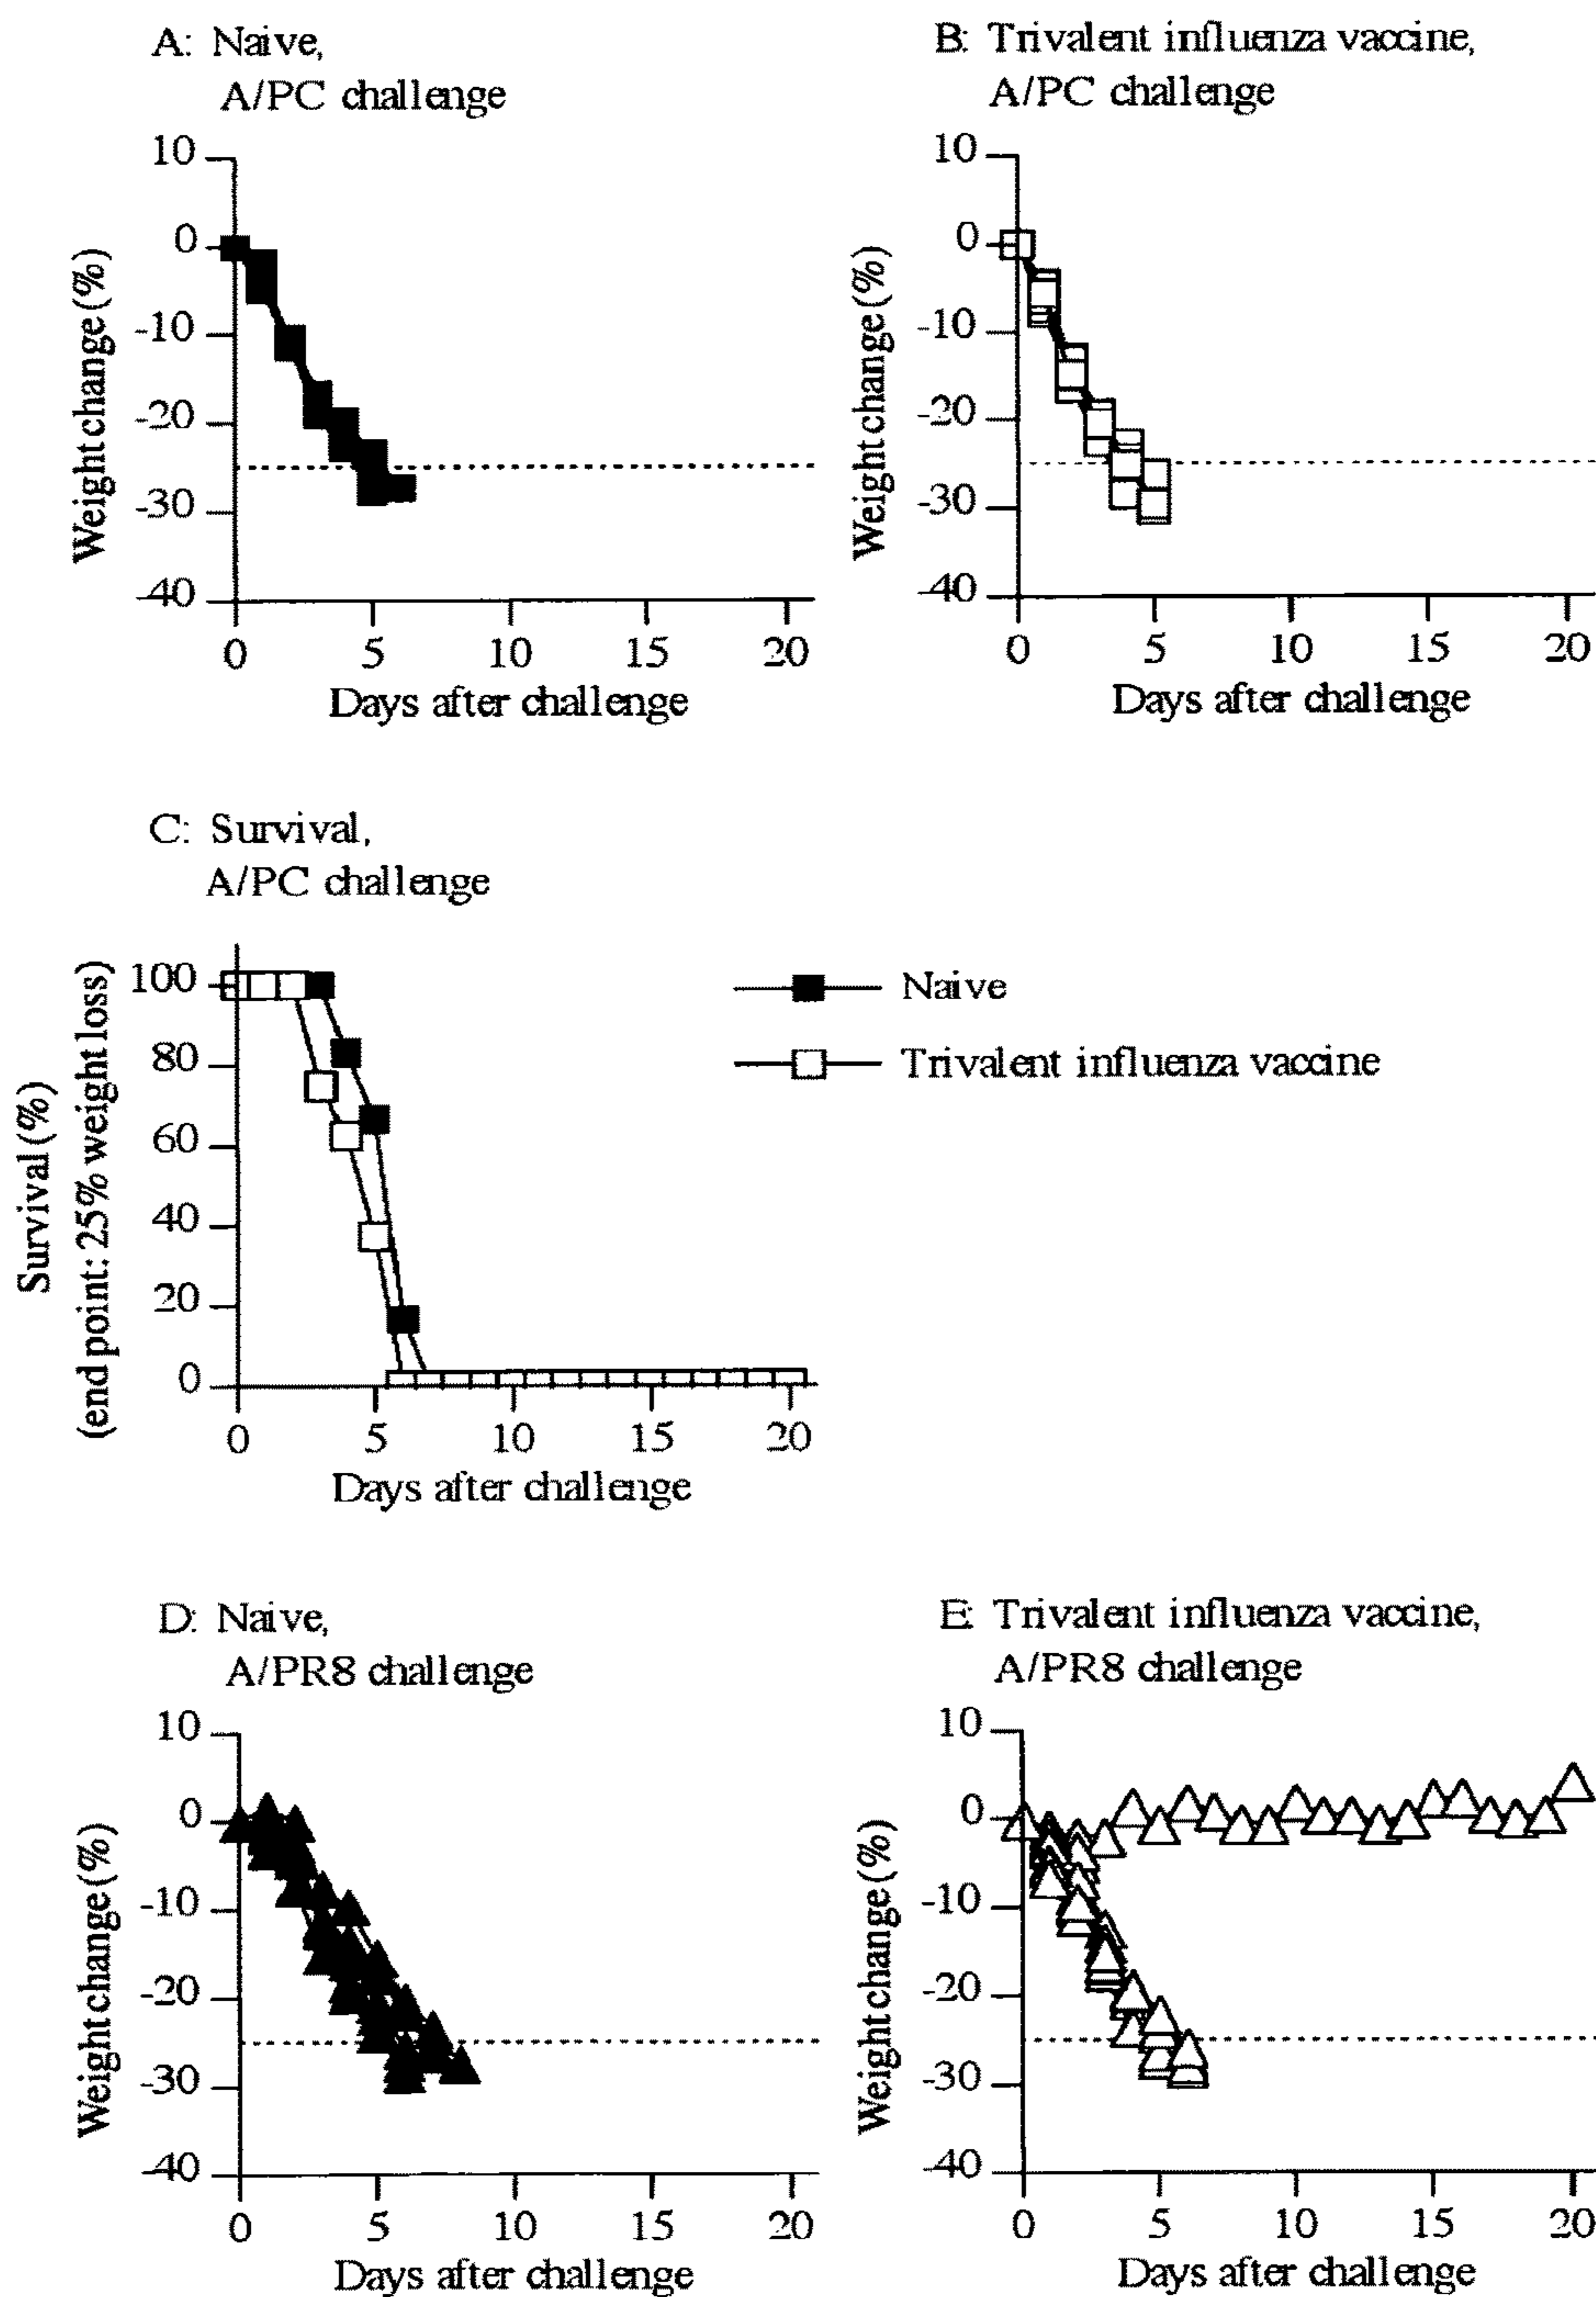 A: Naive,
A/PC challenge
10
0
-10
-20
-30
-40
Weight change (%)
0 5 10 15 20
Days after challenge
B: Trivalent influenza vaccine,
A/PC challenge
10
0
-10
-20
-30
-40
Weight change (%)
0 5 10 15 20
Days after challenge
C: Survival,
A/PC challenge
Survival (%)
(end point: 25% weight loss)
100
80
60
40
20
0
0 5 10 15 20
Days after challenge
Naive
Trivalent influenza vaccine
D: Naive,
A/PR8 challenge
10
0
-10
-20
-30
-40
Weight change (%)
0 5 10 15 20
Days after challenge
E: Trivalent influenza vaccine,
A/PR8 challenge
10
0
-10
-20
-30
-40
Weight change (%)
0 5 10 15 20
Days after challenge